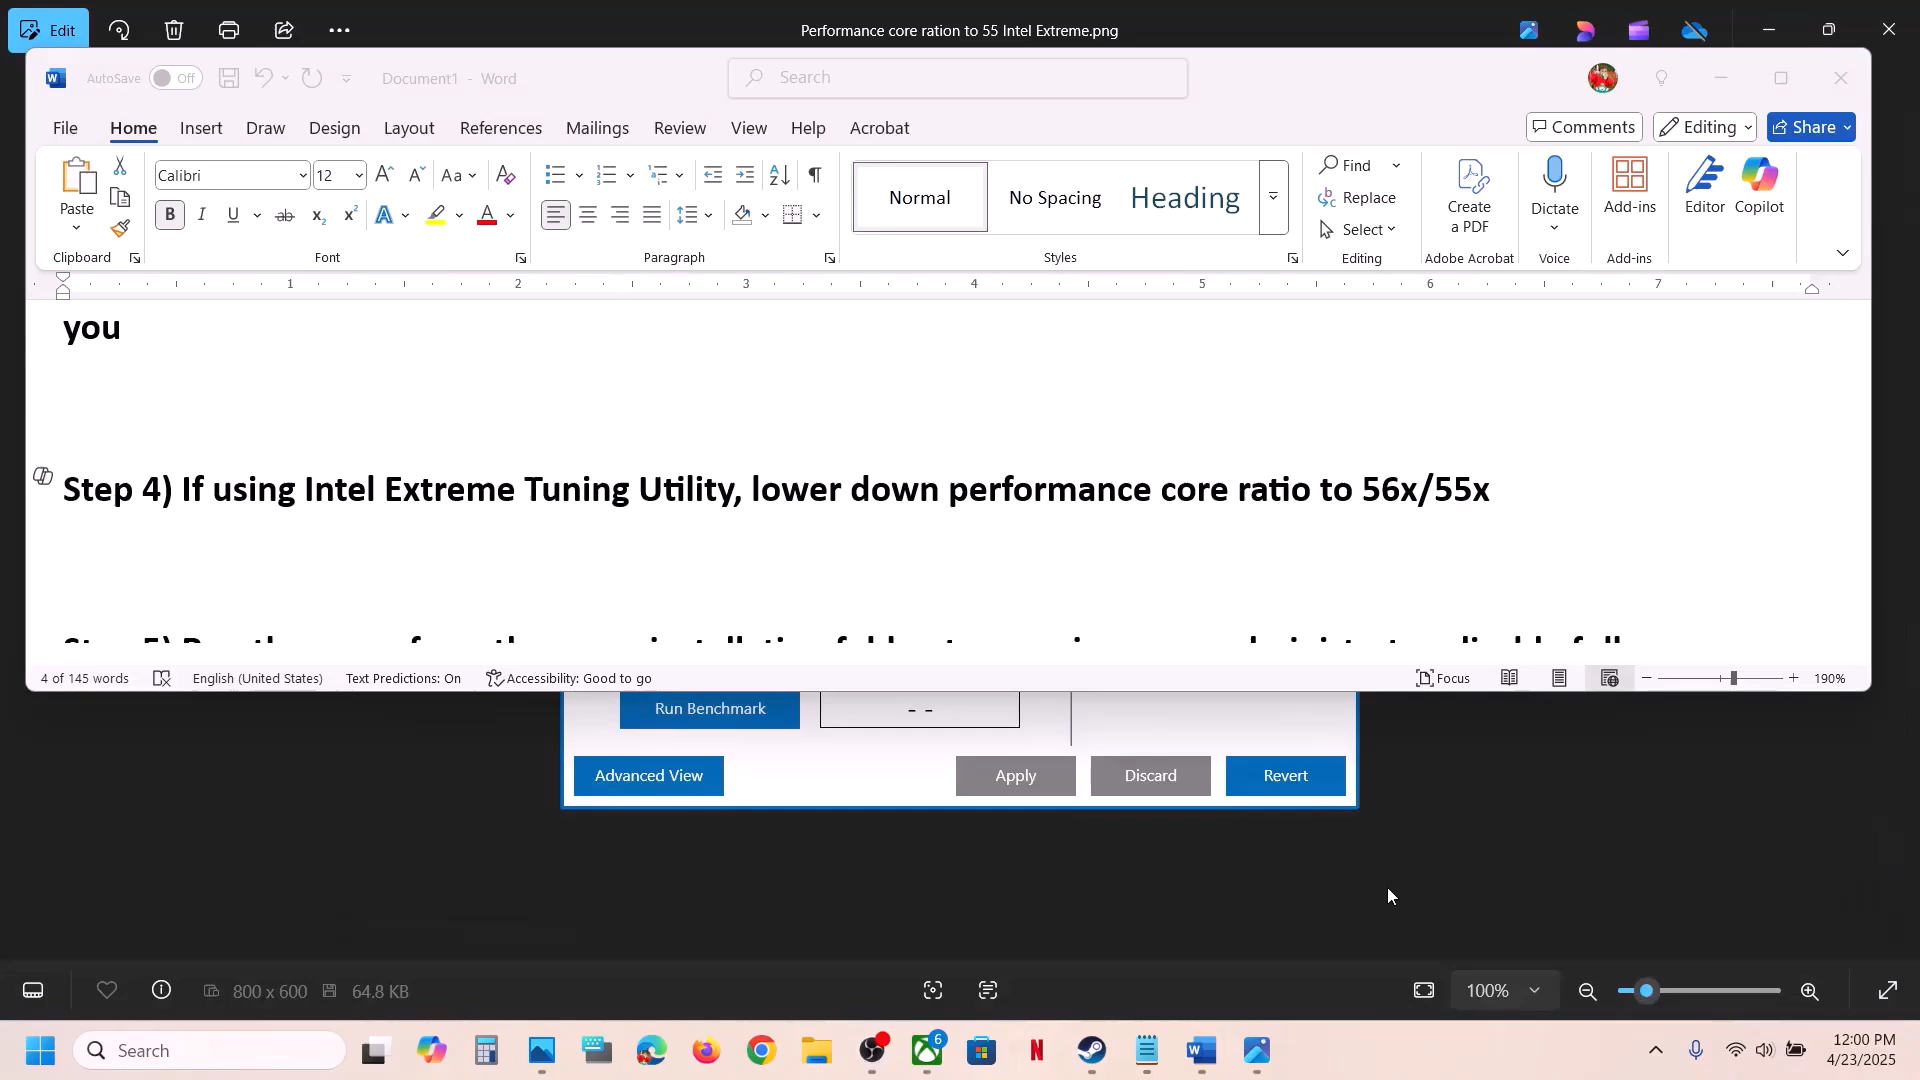 Edit
Performance core ration to 55 Intel Extreme.png
AutoSave Off
Document1 - Word
Search
File Home Insert Draw Design Layout References Mailings Review View Help Acrobat
Comments Editing Share
Paste
Calibri 12
Normal
No Spacing
Heading
Find
Replace
Select
Create a PDF
Dictate
Add-ins
Editor
Copilot
Clipboard Font Paragraph Styles Editing Adobe Acrobat Voice Add-ins
1 2 3 4 5 6 7
you
Step 4) If using Intel Extreme Tuning Utility, lower down performance core ratio to 56x/55x
4 of 145 words English (United States) Text Predictions: On Accessibility: Good to go Focus 190%
Run Benchmark - -
Advanced View Apply Discard Revert
800 x 600 64.8 KB 100%
Search
6
12:00 PM
4/23/2025